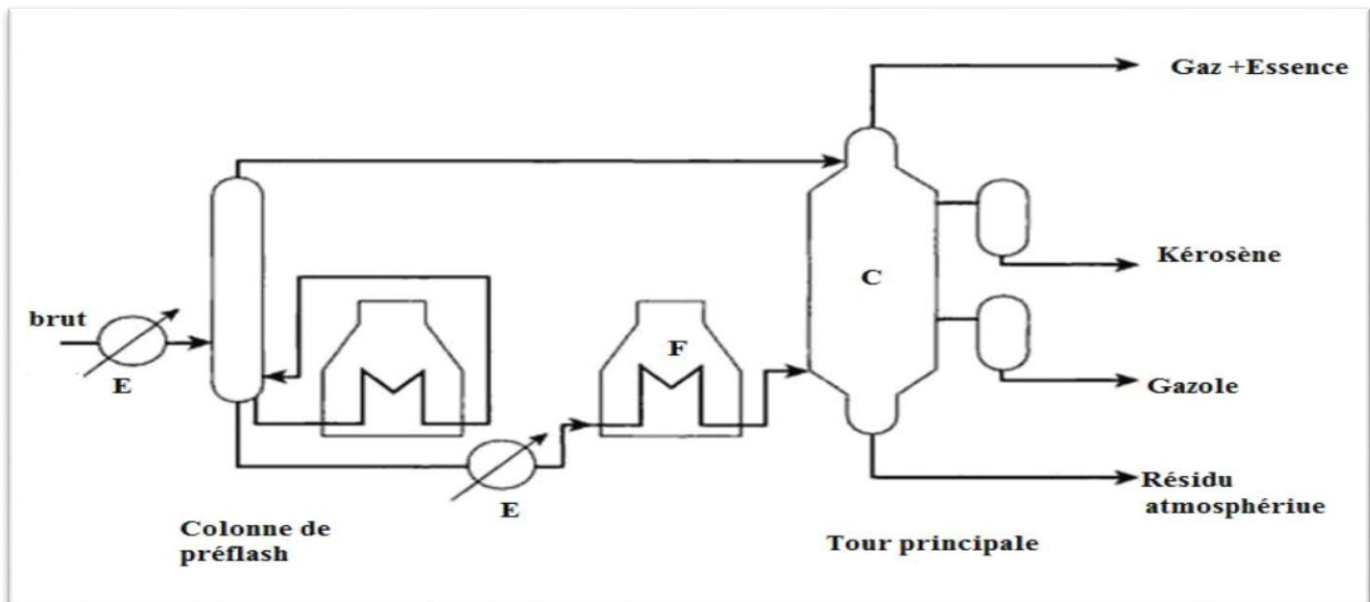 Gaz +Essence
Kérosène
C
brut
E
F
Gazole
E
Résidu
atmosphériue
Colonne de
préflash
Tour principale